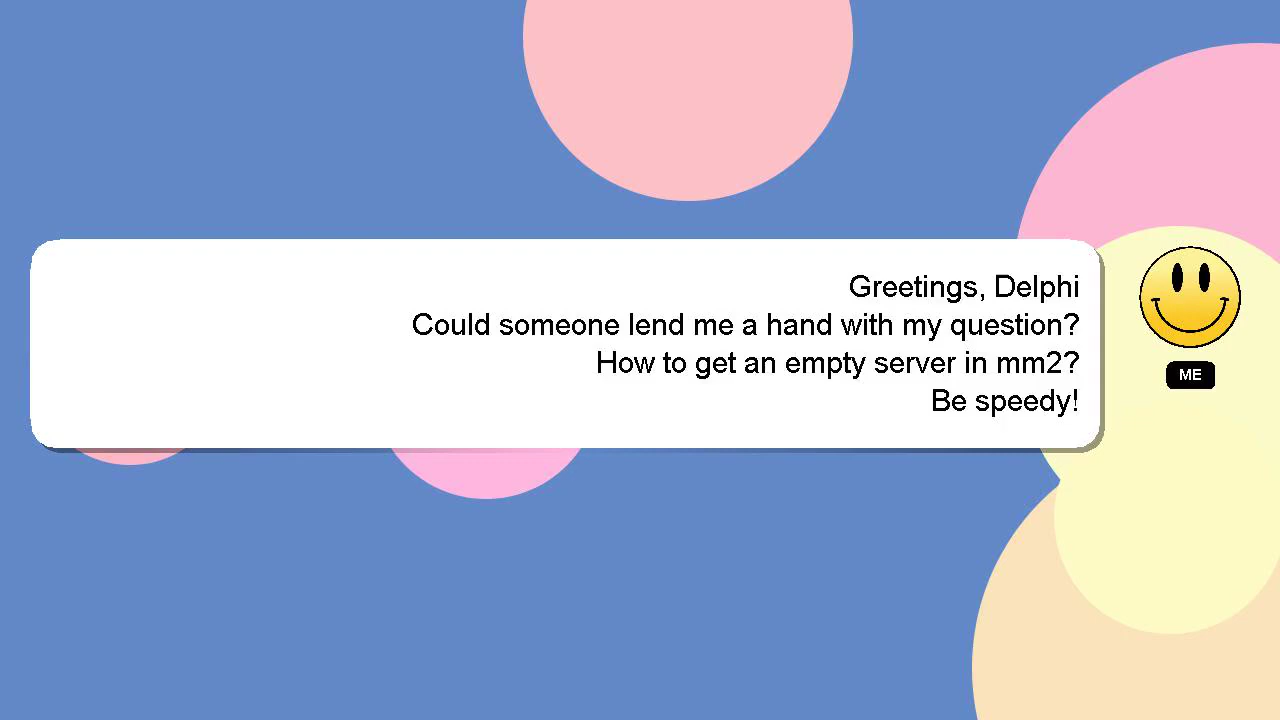 Greetings, Delphi
Could someone lend me a hand with my question?
How to get an empty server in mm2?
Be speedy!
ME